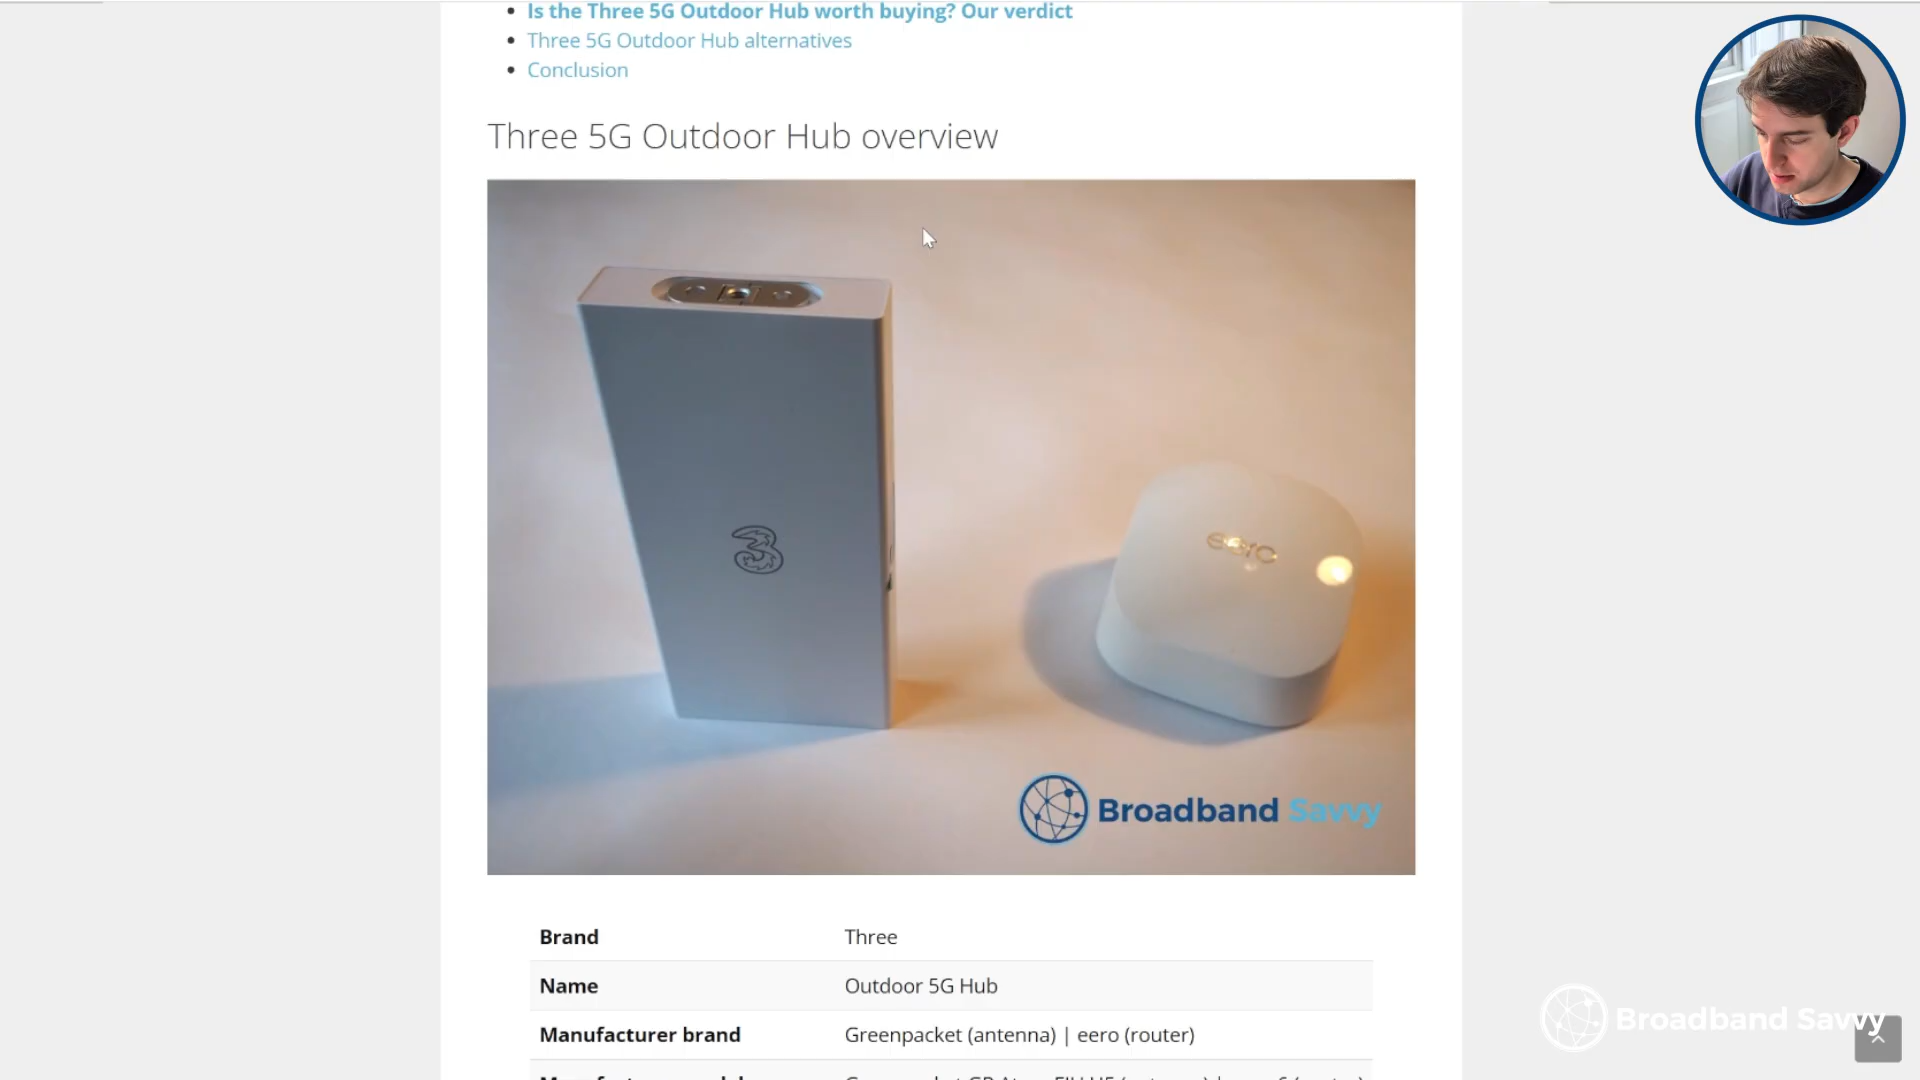 Is the Three 5G Outdoor Hub worth buying? Our verdict
Three 5G Outdoor Hub alternatives
Conclusion
Three 5G Outdoor Hub overview
3
eero
Broadband Savvy
Brand Three
Name Outdoor 5G Hub
Manufacturer brand Greenpacket (antenna) | eero (router)
Broadband Savvy